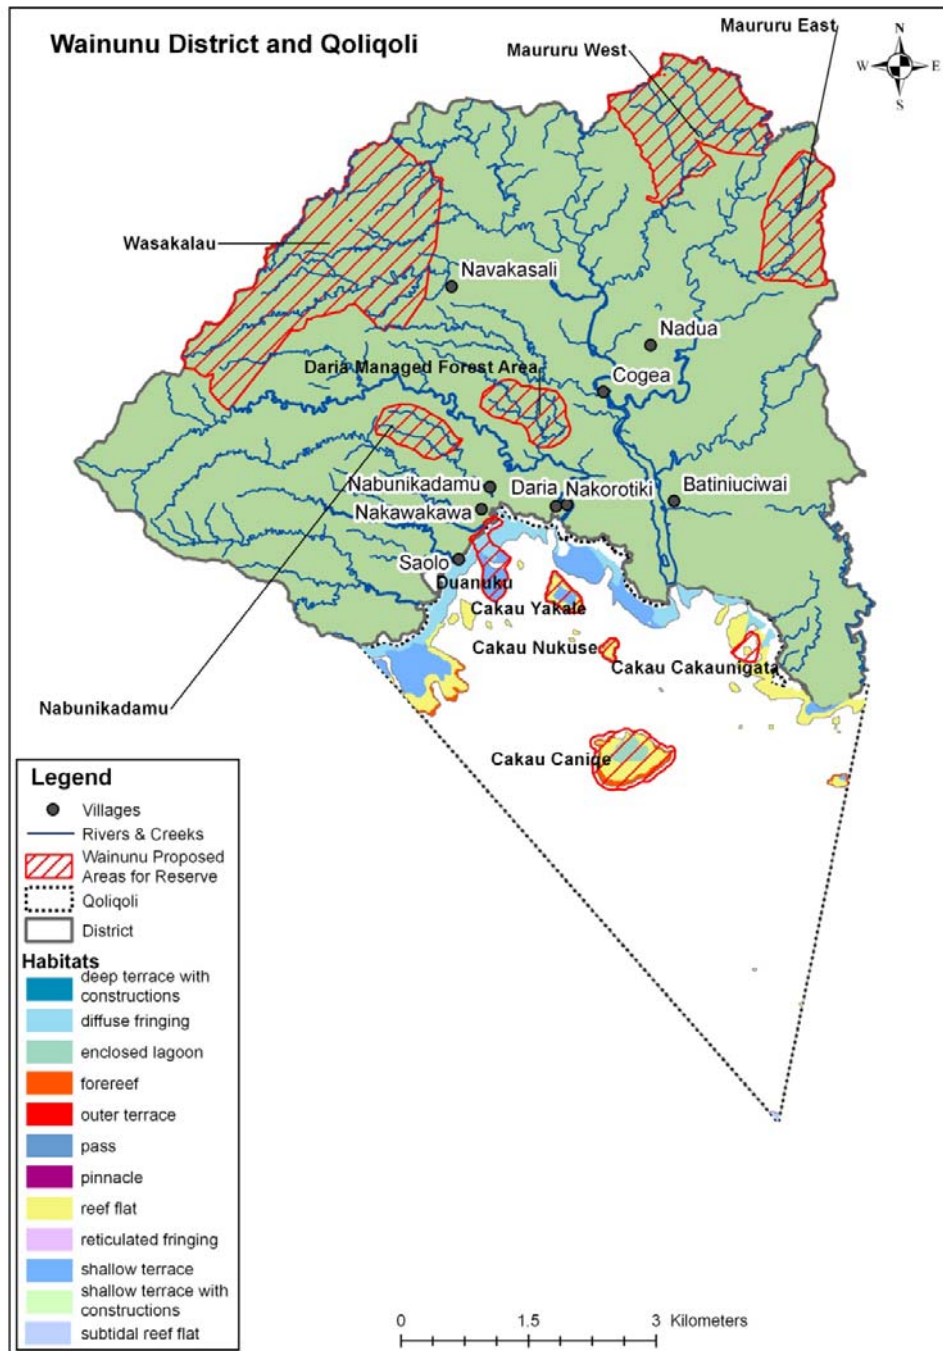 Wainunu District and Qoliqoli
Maururu East
Maururu West
N
W
E
S
Wasakalau
Navakasali
Nadua
Daria Managed Forest Area
Cogea
Nabunikadamu
Daria
Nakorotiki
Batiniuciwai
Nakawakawa
Saolo
Duanuku
Cakau Yakale
Cakau Nukuse
Cakau Cakaunigata
Nabunikadamu
Cakau Caniqe
Legend
Villages
Rivers & Creeks
Wainunu Proposed
Areas for Reserve
Qoliqoli
District
Habitats
deep terrace with
constructions
diffuse fringing
enclosed lagoon
forereef
outer terrace
pass
pinnacle
reef flat
reticulated fringing
shallow terrace
shallow terrace with
constructions
subtidal reef flat
0 1.5 3 Kilometers